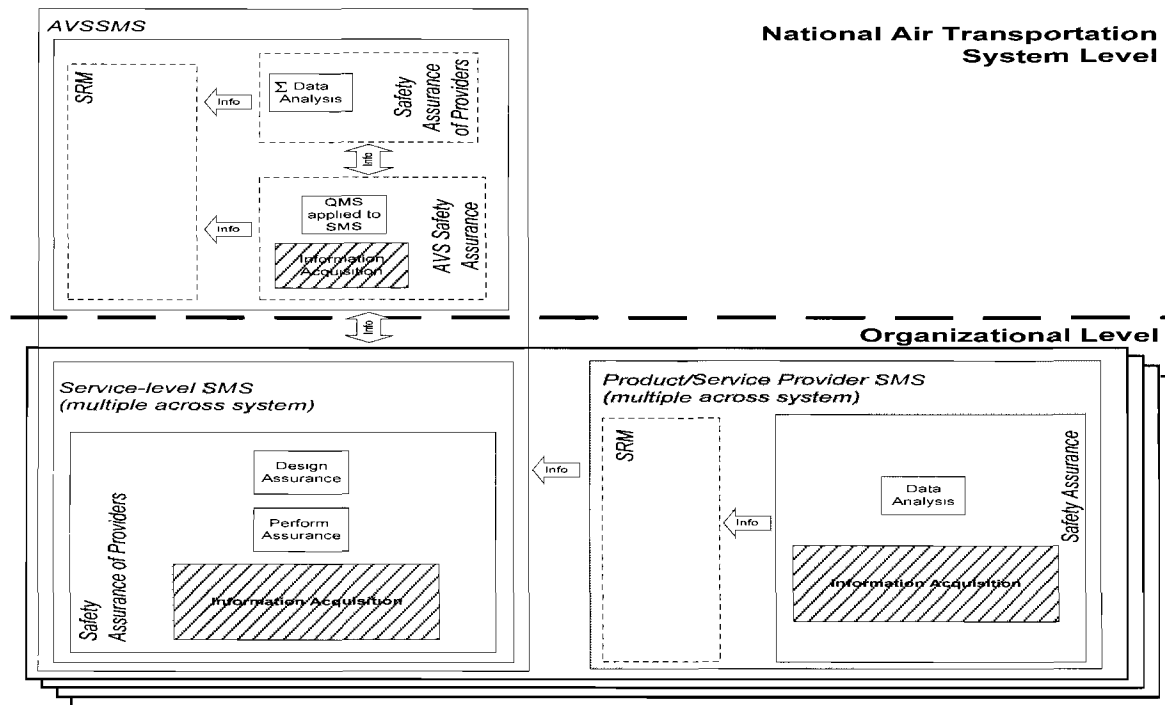 AVSSMS
National Air Transportation
System Level
SRM
Info
Σ Data
Analysis
Safety
Assurance
of Providers
Info
Info
QMS
applied to
SMS
Information
Acquisition
AVS Safety
Assurance
Info
Organizational Level
Service-level SMS
(multiple across system)
Safety
Assurance of Providers
Design
Assurance
Perform
Assurance
Information Acquisition
Info
Product/Service Provider SMS
(multiple across system)
SRM
Info
Data
Analysis
Information Acquisition
Safety Assurance